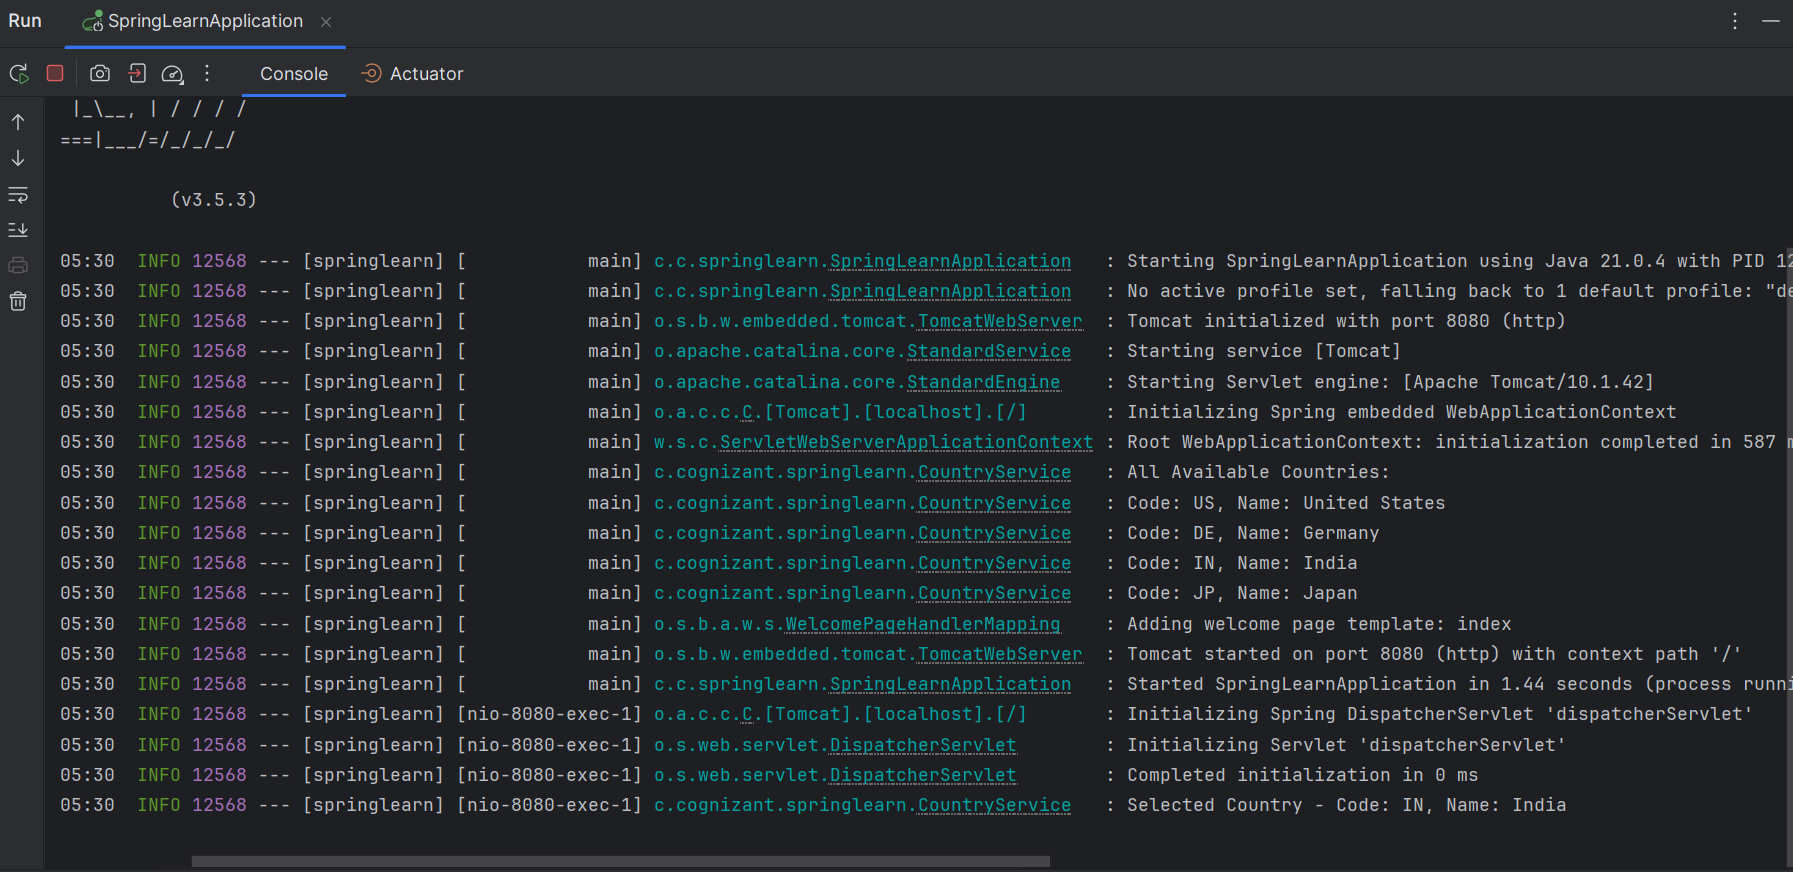 Run SpringLearnApplication
Console Actuator
|_\__, | / / / /
===|___/=/_/_/_/
(v3.5.3)
05:30 INFO 12568 --- [springlearn] [ main] c.c.springlearn.SpringLearnApplication : Starting SpringLearnApplication using Java 21.0.4 with PID 12
05:30 INFO 12568 --- [springlearn] [ main] c.c.springlearn.SpringLearnApplication : No active profile set, falling back to 1 default profile: "de
05:30 INFO 12568 --- [springlearn] [ main] o.s.b.w.embedded.tomcat.TomcatWebServer : Tomcat initialized with port 8080 (http)
05:30 INFO 12568 --- [springlearn] [ main] o.apache.catalina.core.StandardService : Starting service [Tomcat]
05:30 INFO 12568 --- [springlearn] [ main] o.apache.catalina.core.StandardEngine : Starting Servlet engine: [Apache Tomcat/10.1.42]
05:30 INFO 12568 --- [springlearn] [ main] o.a.c.c.C.[Tomcat].[localhost].[/] : Initializing Spring embedded WebApplicationContext
05:30 INFO 12568 --- [springlearn] [ main] w.s.c.ServletWebServerApplicationContext : Root WebApplicationContext: initialization completed in 587 m
05:30 INFO 12568 --- [springlearn] [ main] c.cognizant.springlearn.CountryService : All Available Countries:
05:30 INFO 12568 --- [springlearn] [ main] c.cognizant.springlearn.CountryService : Code: US, Name: United States
05:30 INFO 12568 --- [springlearn] [ main] c.cognizant.springlearn.CountryService : Code: DE, Name: Germany
05:30 INFO 12568 --- [springlearn] [ main] c.cognizant.springlearn.CountryService : Code: IN, Name: India
05:30 INFO 12568 --- [springlearn] [ main] c.cognizant.springlearn.CountryService : Code: JP, Name: Japan
05:30 INFO 12568 --- [springlearn] [ main] o.s.b.a.w.s.WelcomePageHandlerMapping : Adding welcome page template: index
05:30 INFO 12568 --- [springlearn] [ main] o.s.b.w.embedded.tomcat.TomcatWebServer : Tomcat started on port 8080 (http) with context path '/'
05:30 INFO 12568 --- [springlearn] [ main] c.c.springlearn.SpringLearnApplication : Started SpringLearnApplication in 1.44 seconds (process runni
05:30 INFO 12568 --- [springlearn] [nio-8080-exec-1] o.a.c.c.C.[Tomcat].[localhost].[/] : Initializing Spring DispatcherServlet 'dispatcherServlet'
05:30 INFO 12568 --- [springlearn] [nio-8080-exec-1] o.s.web.servlet.DispatcherServlet : Initializing Servlet 'dispatcherServlet'
05:30 INFO 12568 --- [springlearn] [nio-8080-exec-1] o.s.web.servlet.DispatcherServlet : Completed initialization in 0 ms
05:30 INFO 12568 --- [springlearn] [nio-8080-exec-1] c.cognizant.springlearn.CountryService : Selected Country - Code: IN, Name: India